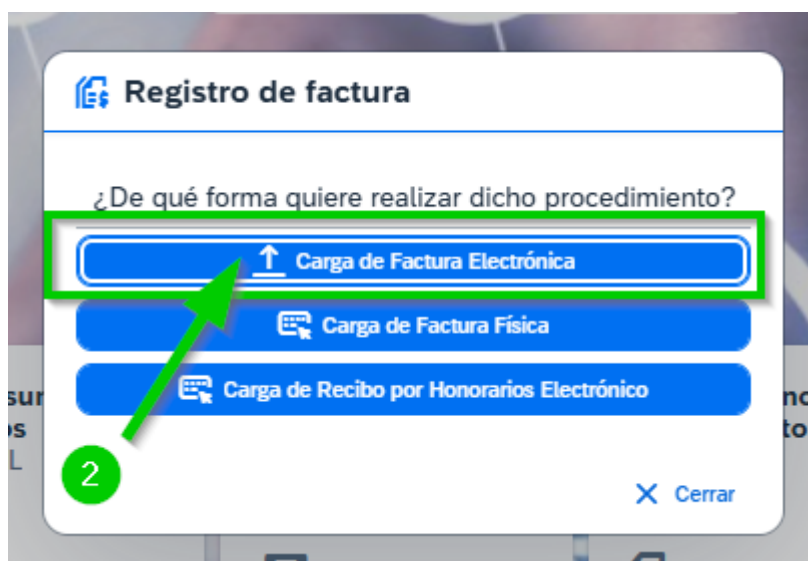 Registro de factura
¿De qué forma quiere realizar dicho procedimiento?
Carga de Factura Electrónica
Carga de Factura Física
Carga de Recibo por Honorarios Electrónico
2
L
Cerrar